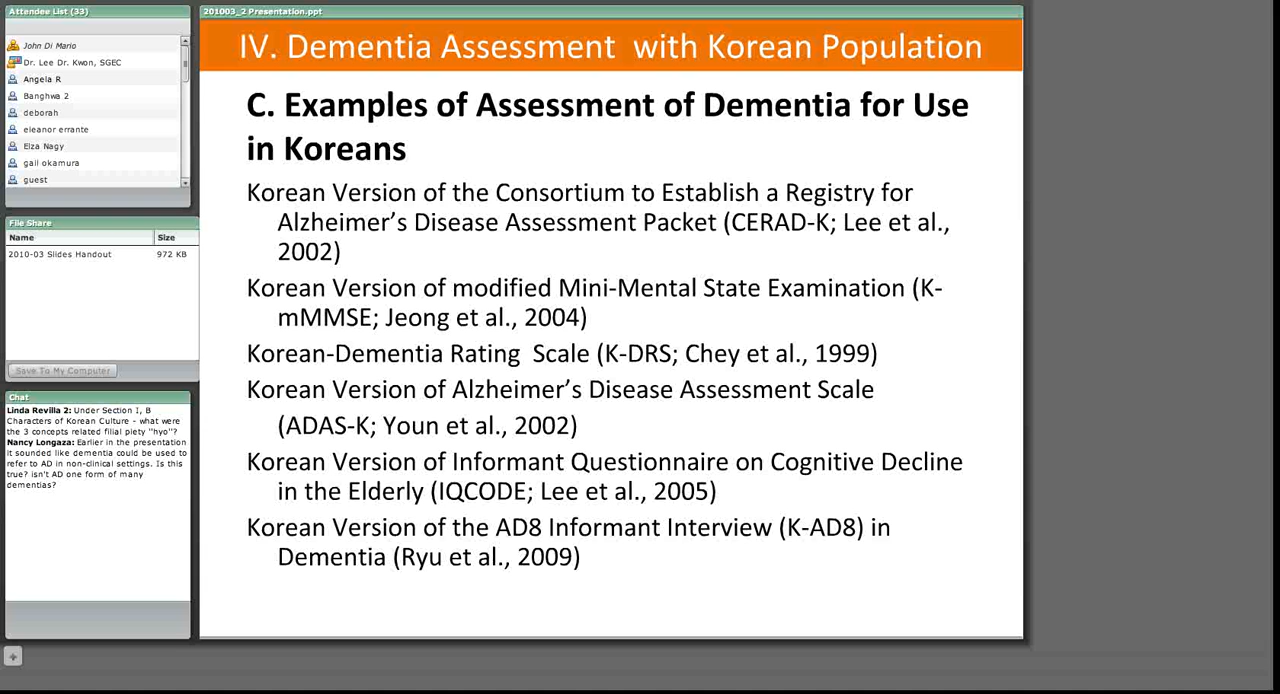 Attendee List (33)
John Di Mario
Dr. Lee Dr. Kwon, SGEC
Angela R
Banghwa 2
deborah
eleanor errante
Elza Nagy
gail okamura
guest
File Share
Name Size
2010-03 Slides Handout 972 KB
Save To My Computer
Chat
Linda Revilla 2: Under Section I, B
Characters of Korean Culture - what were
the 3 concepts related filial piety "hyo"?
Nancy Longaza: Earlier in the presentation
it sounded like dementia could be used to
refer to AD in non-clinical settings. Is this
true? isn't AD one form of many
dementias?
201003_2 Presentation.ppt
IV. Dementia Assessment with Korean Population
C. Examples of Assessment of Dementia for Use
in Koreans
Korean Version of the Consortium to Establish a Registry for
Alzheimer’s Disease Assessment Packet (CERAD-K; Lee et al.,
2002)
Korean Version of modified Mini-Mental State Examination (K-
mMMSE; Jeong et al., 2004)
Korean-Dementia Rating Scale (K-DRS; Chey et al., 1999)
Korean Version of Alzheimer’s Disease Assessment Scale
(ADAS-K; Youn et al., 2002)
Korean Version of Informant Questionnaire on Cognitive Decline
in the Elderly (IQCODE; Lee et al., 2005)
Korean Version of the AD8 Informant Interview (K-AD8) in
Dementia (Ryu et al., 2009)